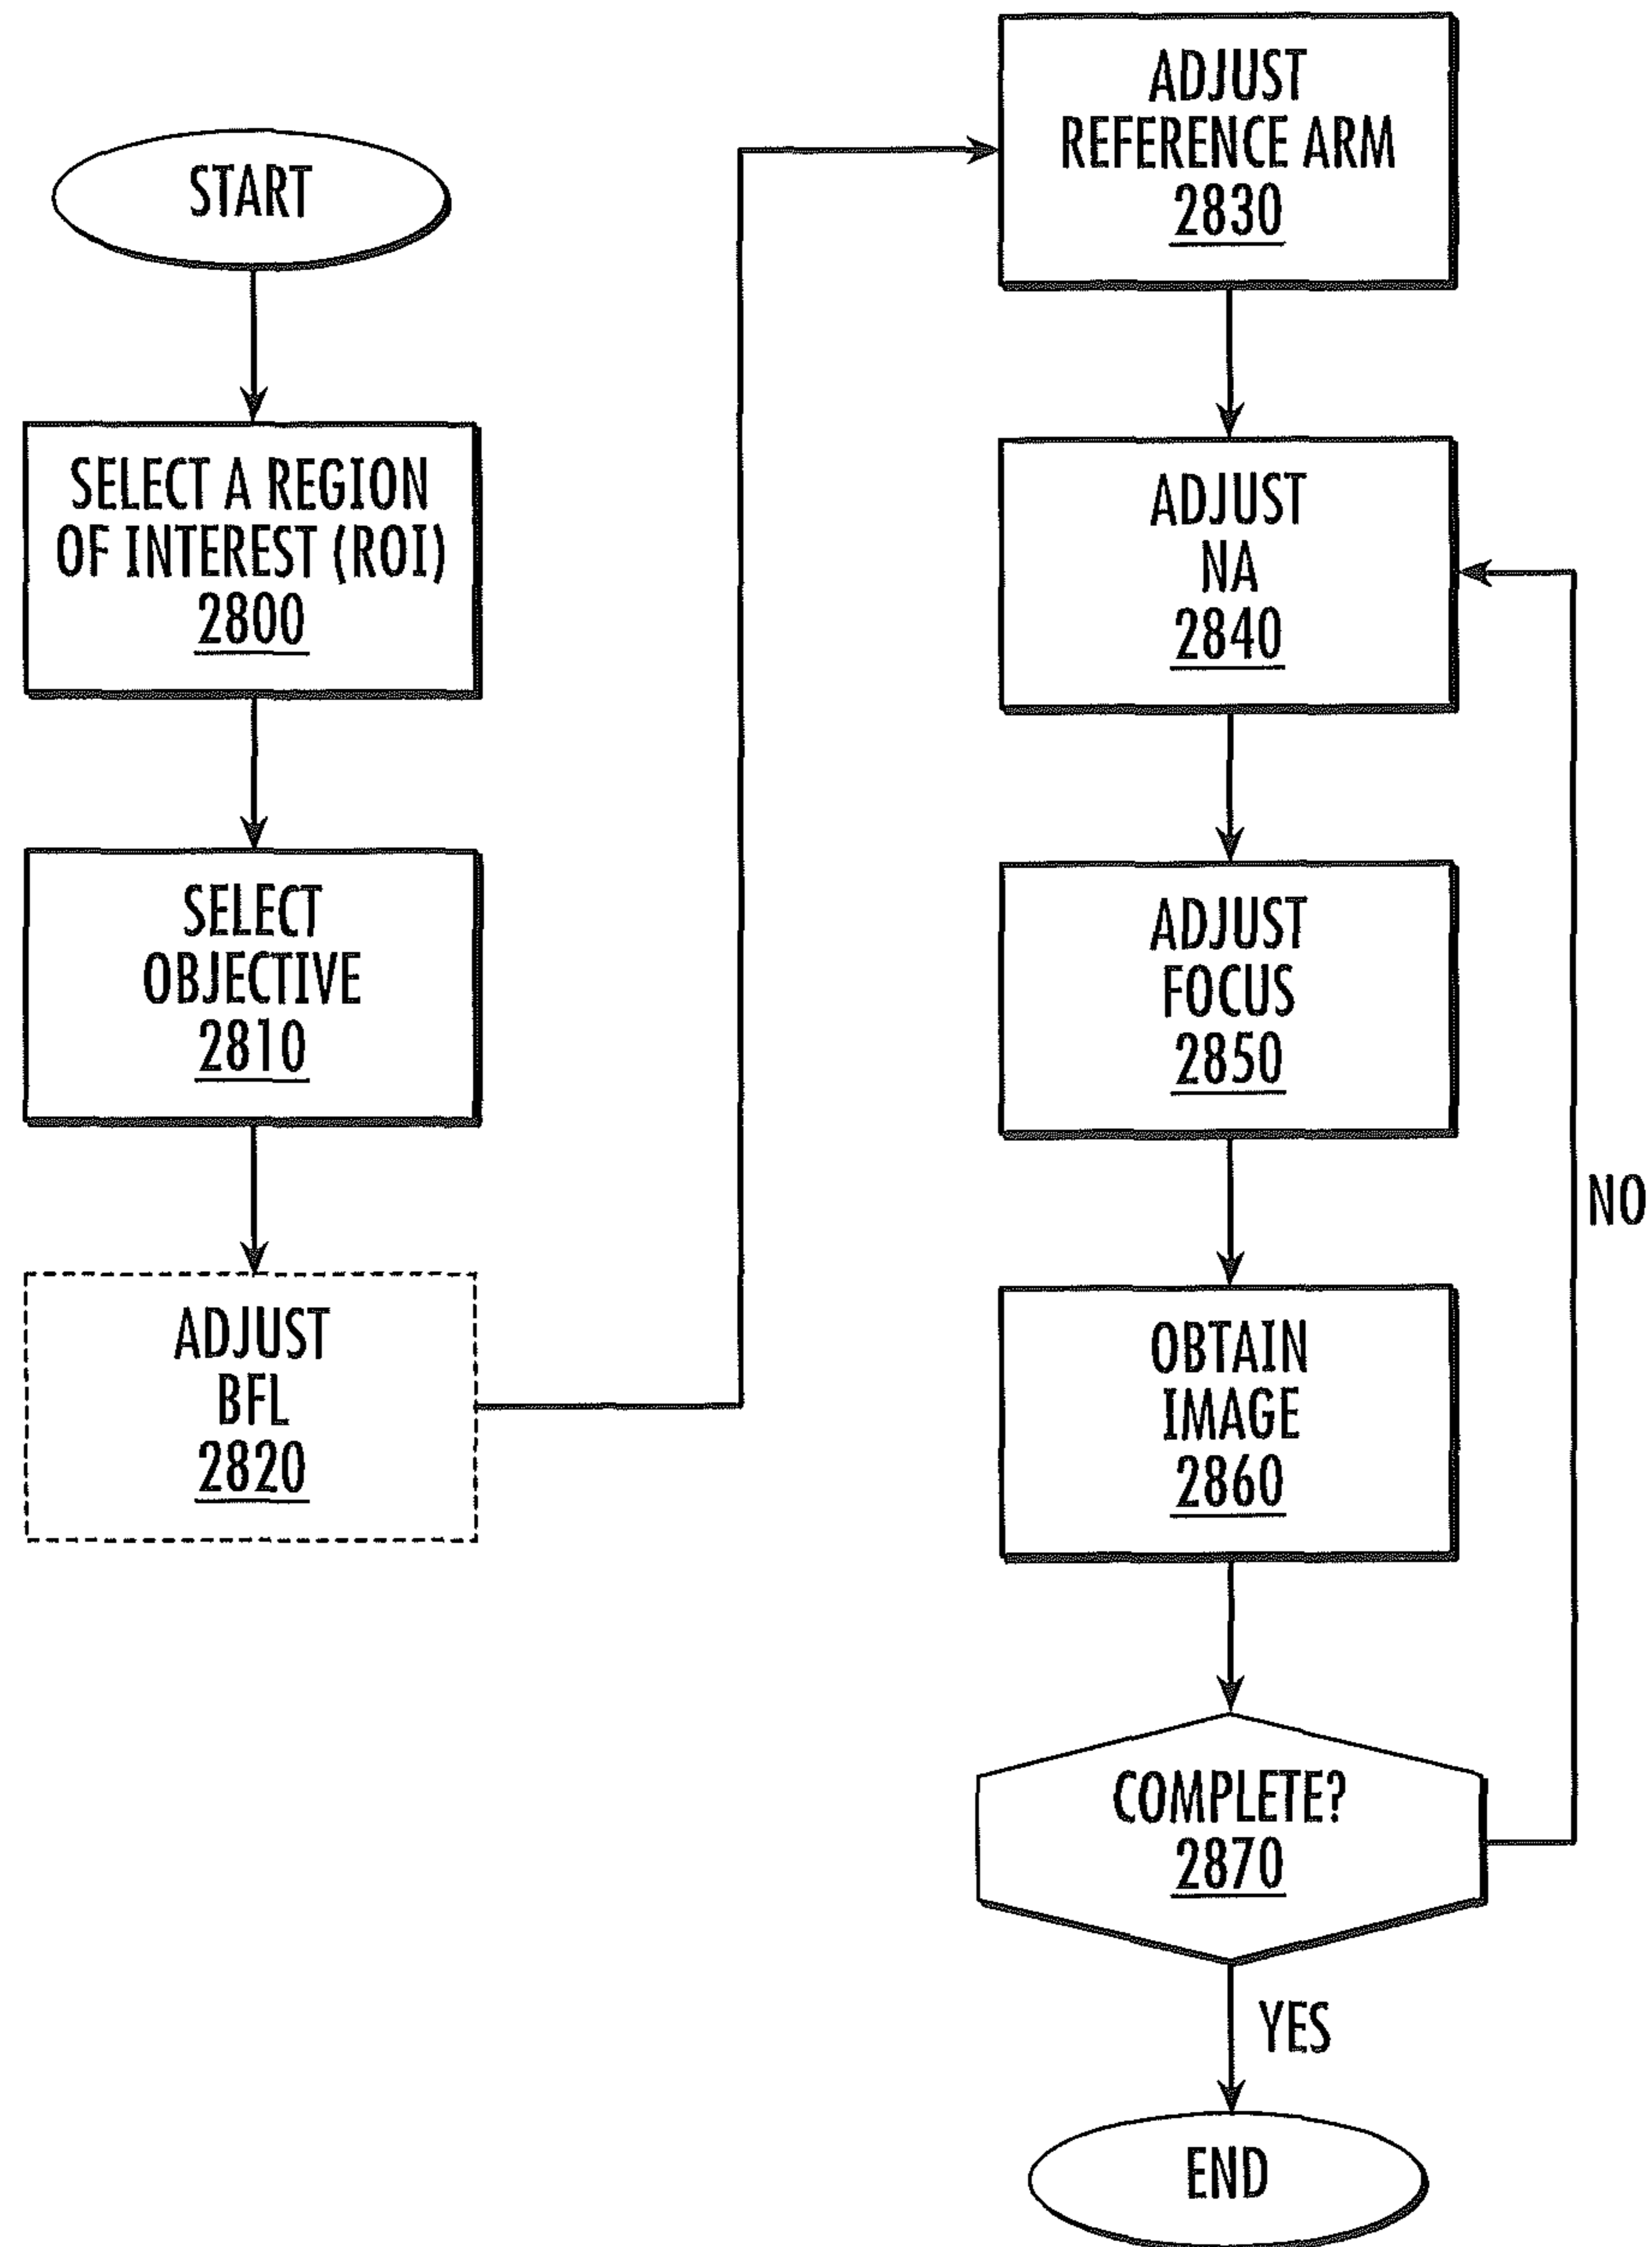 START
SELECT A REGION
OF INTEREST (ROI)
2800
SELECT
OBJECTIVE
2810
ADJUST
BFL
2820
ADJUST
REFERENCE ARM
2830
ADJUST
NA
2840
ADJUST
FOCUS
2850
OBTAIN
IMAGE
2860
NO
COMPLETE?
2870
YES
END